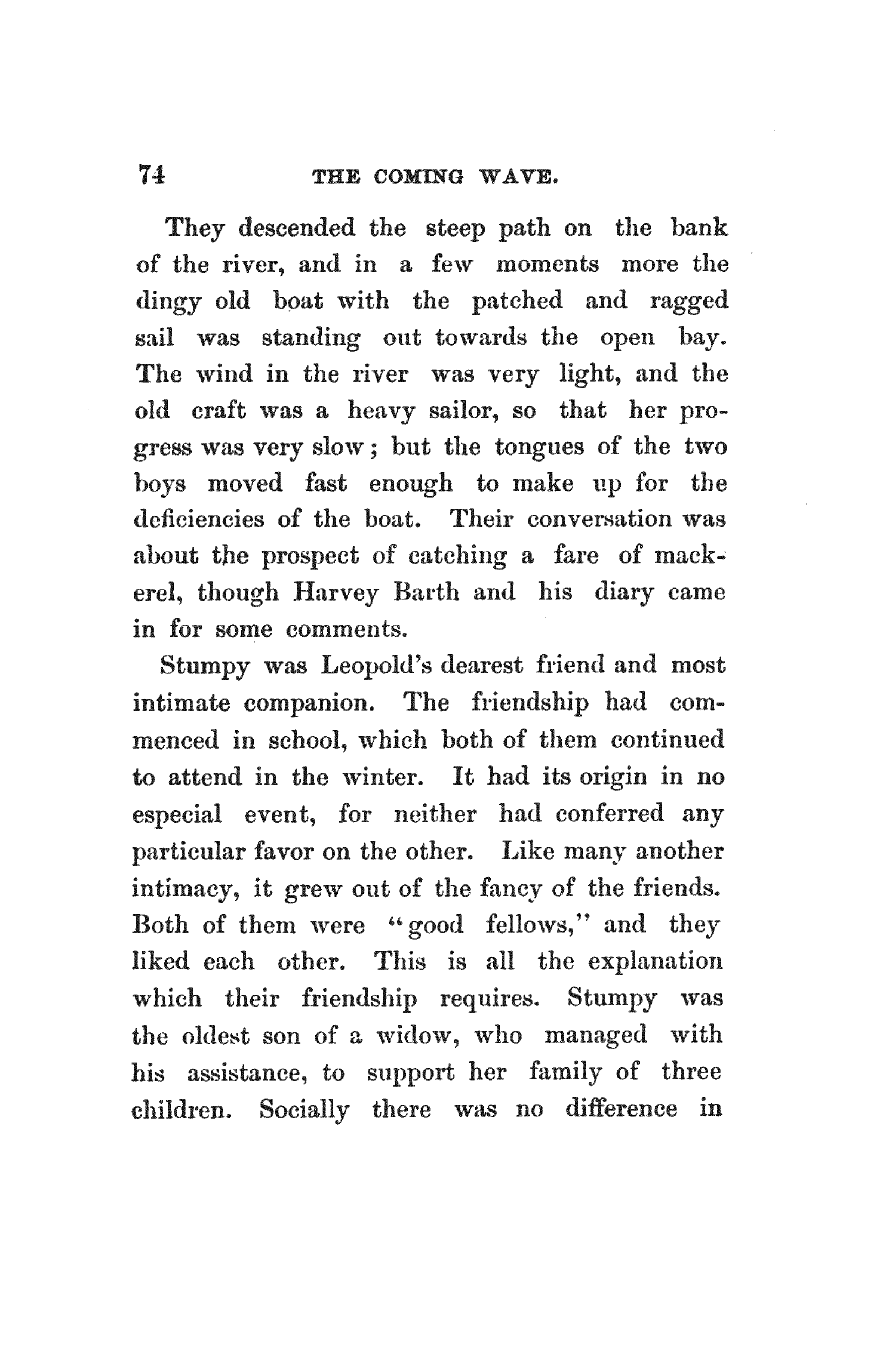 74 THE COMING WAVE.
They descended the steep path on the bank
of the river, and in a few moments more the
dingy old boat with the patched and ragged
sail was standing out towards the open bay.
The wind in the river was very light, and the
old craft was a heavy sailor, so that her pro-
gress was very slow; but the tongues of the two
boys moved fast enough to make up for the
deficiencies of the boat. Their conversation was
about the prospect of catching a fare of mack-
erel, though Harvey Barth and his diary came
in for some comments.
Stumpy was Leopold's dearest friend and most
intimate companion. The friendship had com-
menced in school, which both of them continued
to attend in the winter. It had its origin in no
especial event, for neither had conferred any
particular favor on the other. Like many another
intimacy, it grew out of the fancy of the friends.
Both of them were "good fellows," and they
liked each other. This is all the explanation
which their friendship requires. Stumpy was
the oldest son of a widow, who managed with
his assistance, to support her family of three
children. Socially there was no difference in